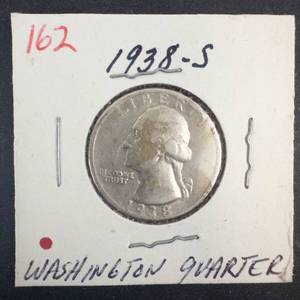 162
1938-S
LIBERTY
IN GOD WE
TRUST
1938
WASHINGTON QUARTER